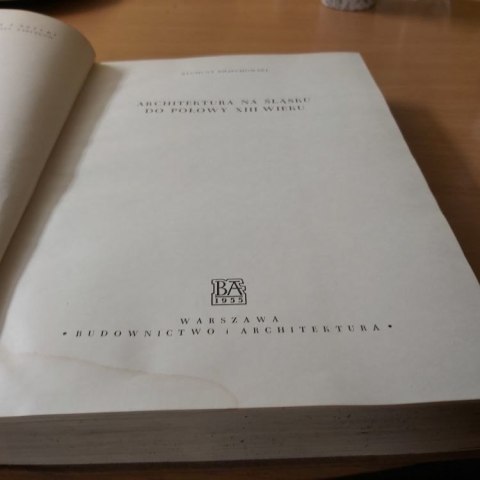 ARCHITEKTURA NA ŚLĄSKU
DO POŁOWY XIII WIEKU
BA
1955
WARSZAWA
• BUDOWNICTWO i ARCHITEKTURA •